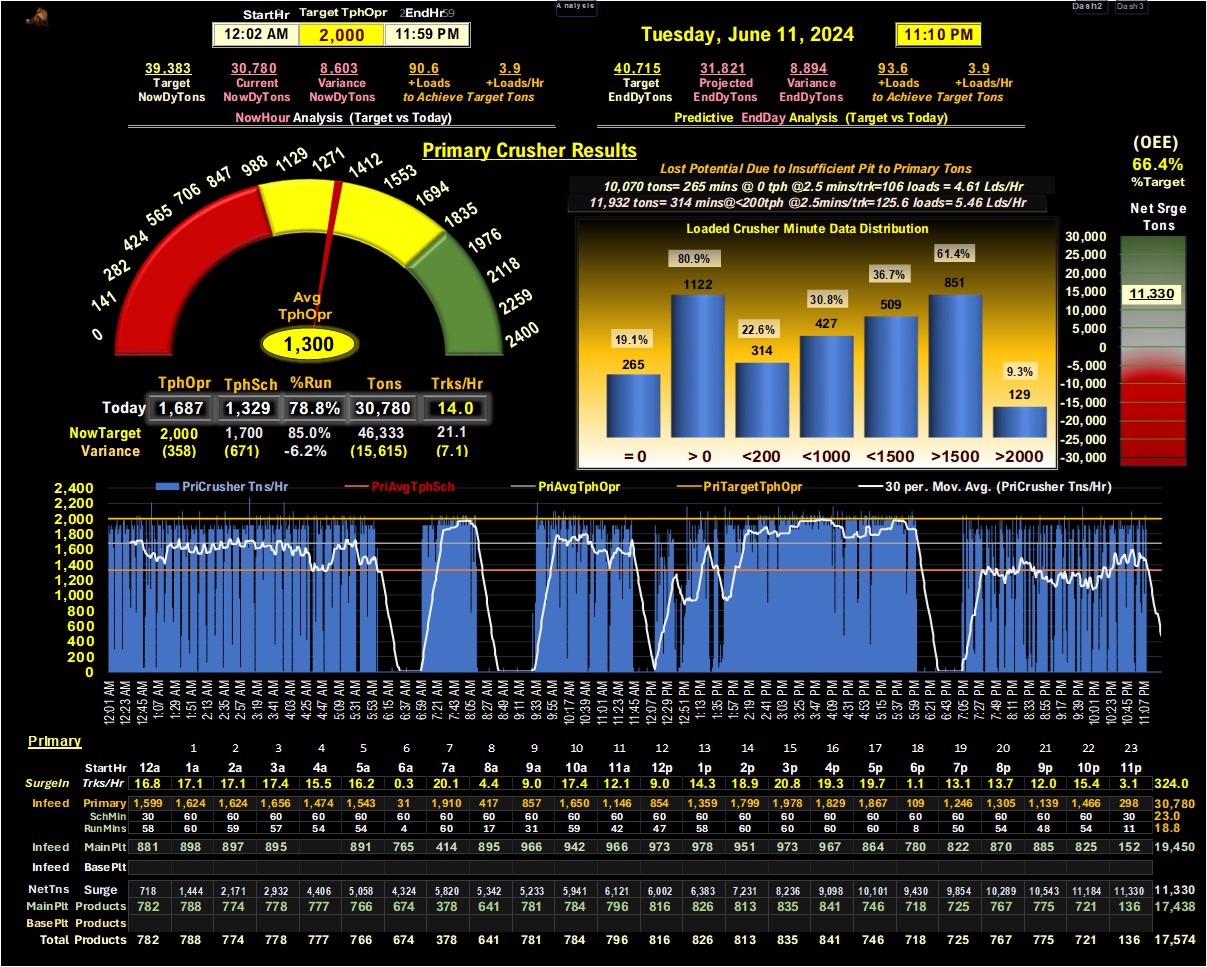 Analysis
Dash2 Dash3
StartHr Target TphOpr EndHr
12:02 AM 2,000 11:59 PM
Tuesday, June 11, 2024 11:10 PM
39,383 30,780 8,603 90.6 3.9
Target Current Variance +Loads +Loads/Hr
NowDyTons NowDyTons NowDyTons to Achieve Target Tons
NowHour Analysis (Target vs Today)
40,715 31,821 8,894 93.6 3.9
Target Projected Variance +Loads +Loads/Hr
EndDyTons EndDyTons EndDyTons to Achieve Target Tons
Predictive EndDay Analysis (Target vs Today)
Primary Crusher Results
0 141 282 424 565 706 847 988 1129 1271 1412 1553 1694 1835 1976 2118 2259 2400
Avg
TphOpr
1,300
TphOpr TphSch %Run Tons Trks/Hr
Today 1,687 1,329 78.8% 30,780 14.0
NowTarget 2,000 1,700 85.0% 46,333 21.1
Variance (358) (671) -6.2% (15,615) (7.1)
Lost Potential Due to Insufficient Pit to Primary Tons
10,070 tons= 265 mins @ 0 tph @2.5 mins/trk=106 loads = 4.61 Lds/Hr
11,932 tons= 314 mins@<200tph @2.5mins/trk=125.6 loads= 5.46 Lds/Hr
Loaded Crusher Minute Data Distribution
19.1% 80.9% 22.6% 30.8% 36.7% 61.4% 9.3%
265 1122 314 427 509 851 129
= 0 > 0 <200 <1000 <1500 >1500 >2000
(OEE)
66.4%
%Target
Net Srge
Tons
30,000
25,000
20,000
15,000
11,330
10,000
5,000
0
-5,000
-10,000
-15,000
-20,000
-25,000
-30,000
PriCrusher Tns/Hr PriAvgTphSch PriAvgTphOpr PriTargetTphOpr 30 per. Mov. Avg. (PriCrusher Tns/Hr)
2,400
2,200
2,000
1,800
1,600
1,400
1,200
1,000
800
600
400
200
0
12:01 AM 12:23 AM 12:45 AM 1:07 AM 1:29 AM 1:51 AM 2:13 AM 2:35 AM 2:57 AM 3:19 AM 3:41 AM 4:03 AM 4:25 AM 4:47 AM 5:09 AM 5:31 AM 5:53 AM 6:15 AM 6:37 AM 6:59 AM 7:21 AM 7:43 AM 8:05 AM 8:27 AM 8:49 AM 9:11 AM 9:33 AM 9:55 AM 10:17 AM 10:39 AM 11:01 AM 11:23 AM 11:45 AM 12:07 PM 12:29 PM 12:51 PM 1:13 PM 1:35 PM 1:57 PM 2:19 PM 2:41 PM 3:03 PM 3:25 PM 3:47 PM 4:09 PM 4:31 PM 4:53 PM 5:15 PM 5:37 PM 5:59 PM 6:21 PM 6:43 PM 7:05 PM 7:27 PM 7:49 PM 8:11 PM 8:33 PM 8:55 PM 9:17 PM 9:39 PM 10:01 PM 10:23 PM 10:45 PM 11:07 PM
Primary 1 2 3 4 5 6 7 8 9 10 11 12 13 14 15 16 17 18 19 20 21 22 23
StartHr 12a 1a 2a 3a 4a 5a 6a 7a 8a 9a 10a 11a 12p 1p 2p 3p 4p 5p 6p 7p 8p 9p 10p 11p
SurgeIn Trks/Hr 16.8 17.1 17.1 17.4 15.5 16.2 0.3 20.1 4.4 9.0 17.4 12.0 9.0 14.3 18.9 20.8 19.3 19.7 1.1 13.1 13.7 12.0 15.4 3.1 324.0
Infeed Primary 1,599 1,624 1,624 1,656 1,474 1,543 31 1,910 417 857 1,650 1,146 854 1,359 1,799 1,978 1,829 1,867 109 1,246 1,305 1,139 1,466 298 30,780
SchMin 30 60 60 60 60 60 60 60 60 60 60 60 60 60 60 60 60 60 60 60 60 60 60 30 23.0
RunMins 58 60 59 57 54 54 4 60 17 31 59 42 47 58 60 60 60 60 8 50 54 48 54 11 18.8
Infeed MainPlt 881 898 897 895 891 765 414 895 966 942 966 973 978 951 973 967 864 780 822 870 885 825 152 19,450
Infeed BasePlt
NetTns Surge 718 1,444 2,171 2,932 4,406 5,058 4,324 5,820 5,342 5,233 5,941 6,121 6,002 6,383 7,231 8,236 9,098 10,101 9,430 9,854 10,289 10,543 11,184 11,330 11,330
MainPlt Products 782 788 774 778 777 766 674 378 641 781 784 796 816 826 813 835 841 746 718 725 767 775 721 136 17,438
BasePlt Products
Total Products 782 788 774 778 777 766 674 378 641 781 784 796 816 826 813 835 841 746 718 725 767 775 721 136 17,574